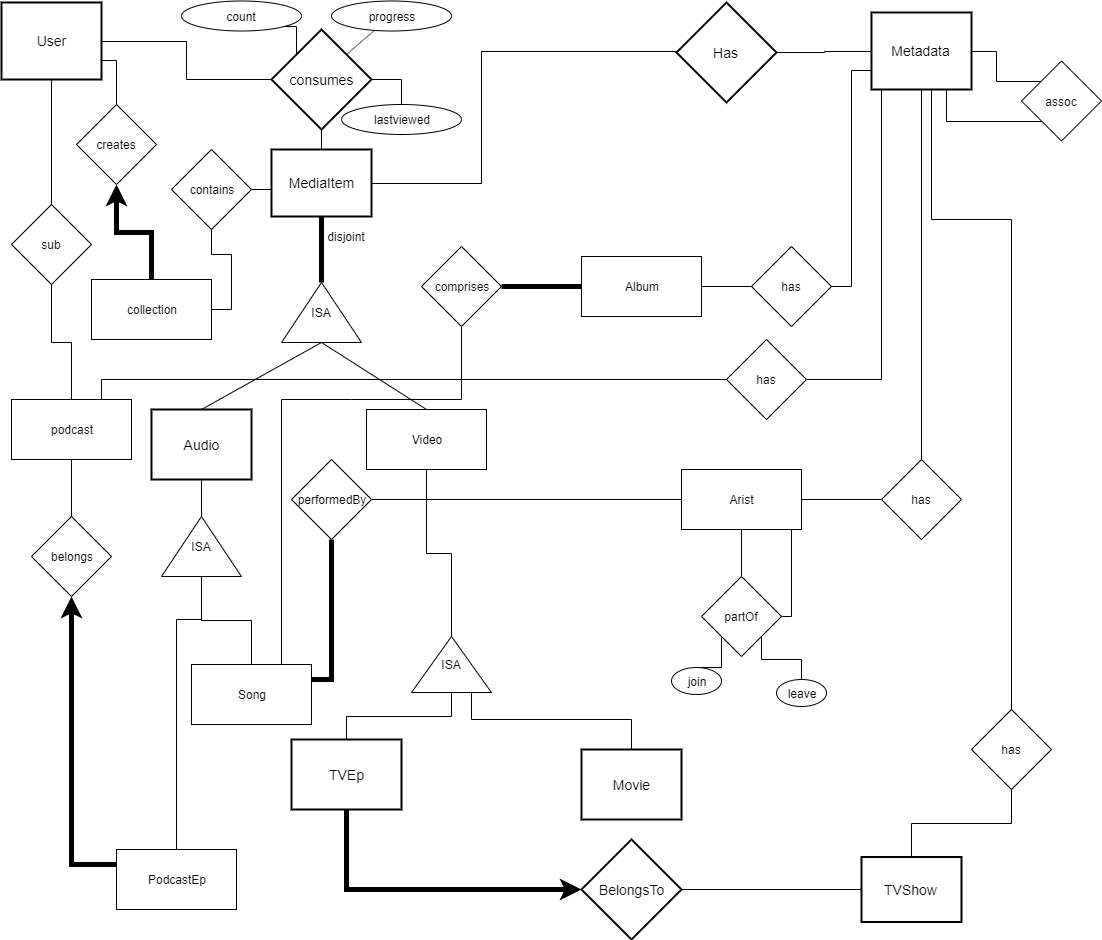 count
progress
User
Has
Metadata
consumes
assoc
lastviewed
creates
MediaItem
contains
disjoint
sub
comprises
Album
has
collection
ISA
has
podcast
Audio
Video
performedBy
Arist
has
belongs
ISA
partOf
ISA
join
leave
Song
has
TVEp
Movie
PodcastEp
BelongsTo
TVShow